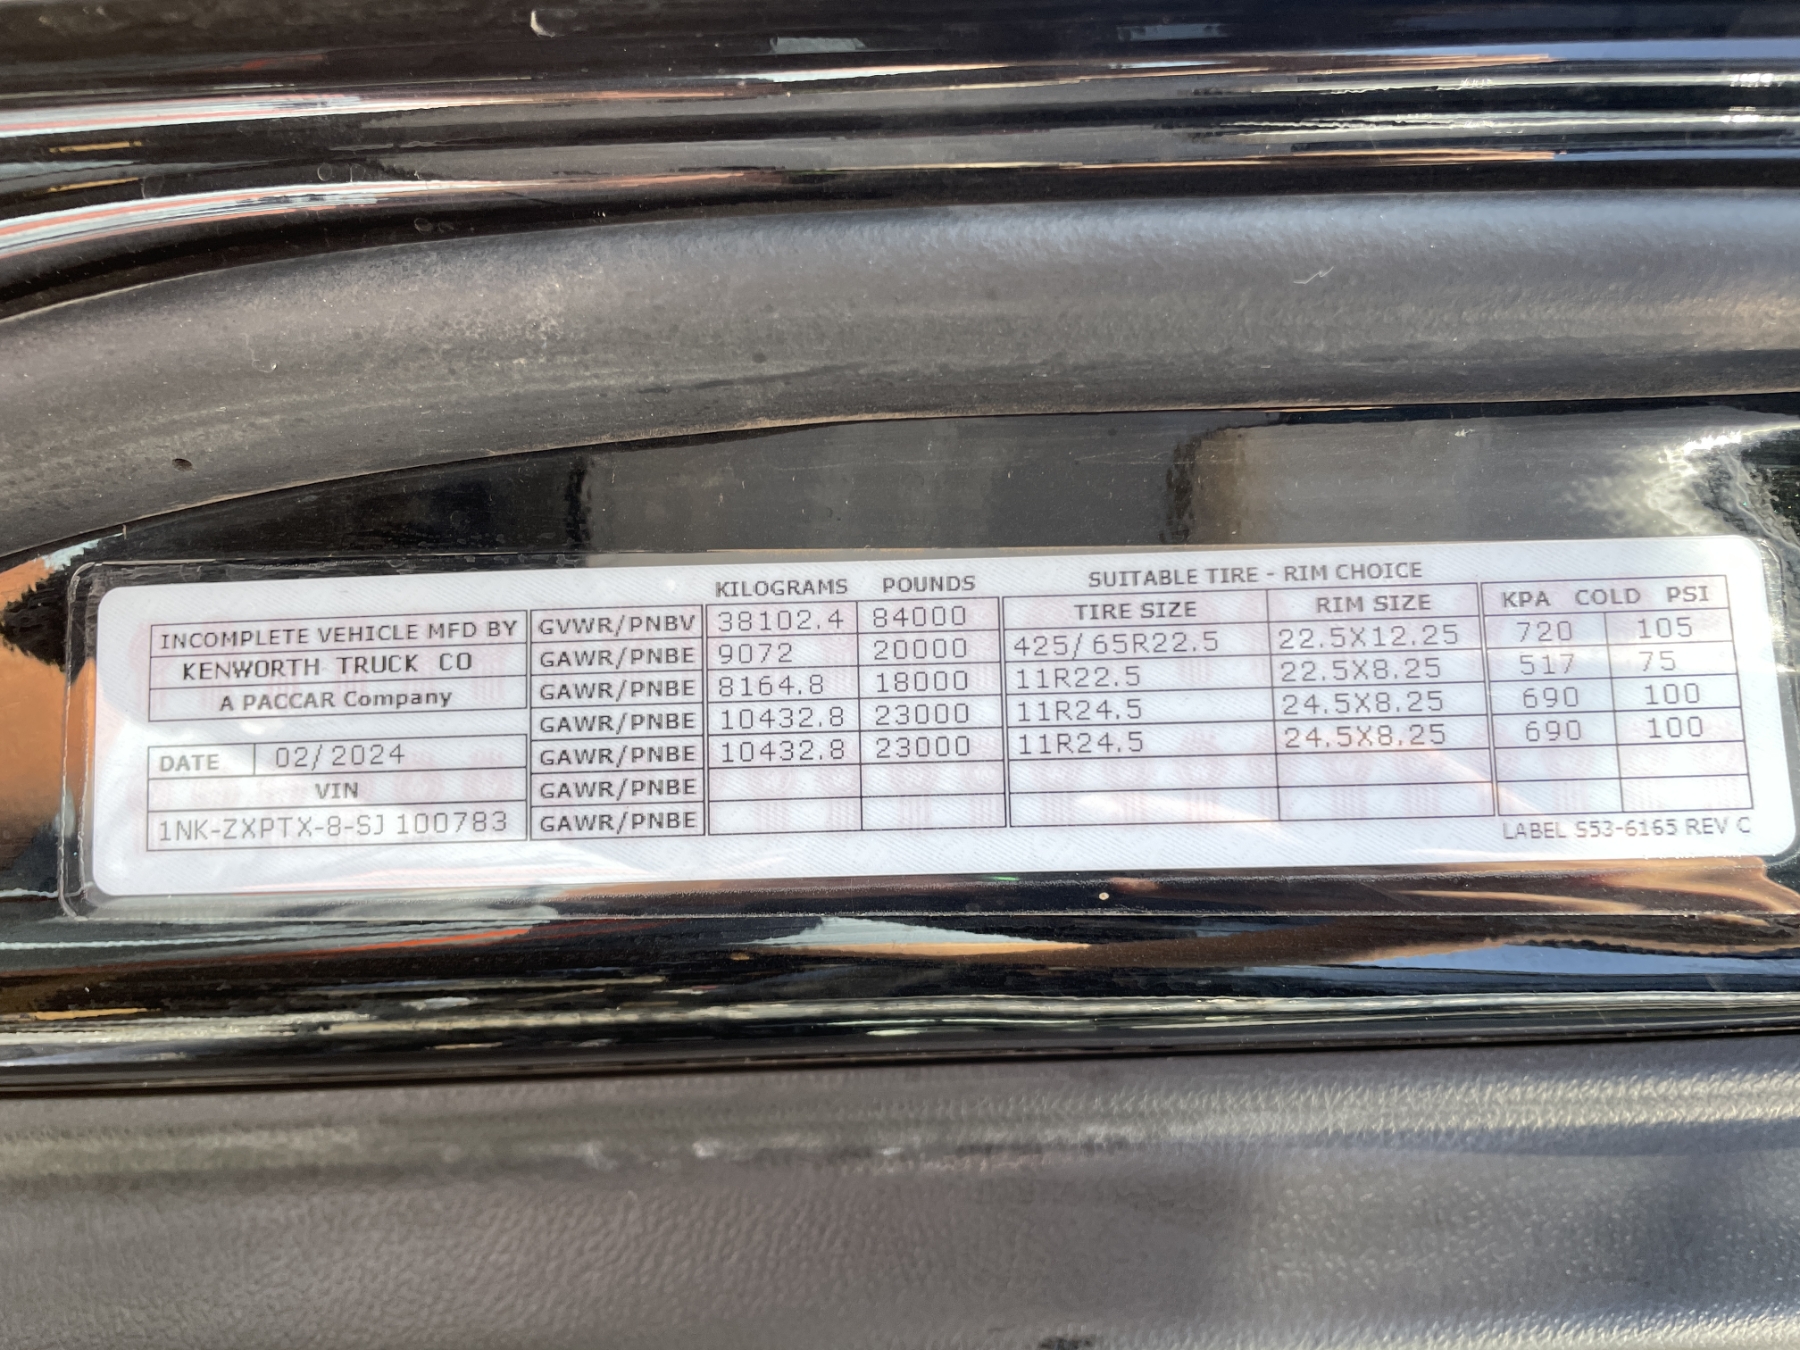 KILOGRAMS POUNDS SUITABLE TIRE - RIM CHOICE
INCOMPLETE VEHICLE MFD BY
KENWORTH TRUCK CO
A PACCAR Company
DATE 02/2024
VIN
1NK-ZXPTX-8-SJ100783
GVWR/PNBV 38102.4 84000 TIRE SIZE RIM SIZE KPA COLD PSI
GAWR/PNBE 9072 20000 425/65R22.5 22.5X12.25 720 105
GAWR/PNBE 8164.8 18000 11R22.5 22.5X8.25 517 75
GAWR/PNBE 10432.8 23000 11R24.5 24.5X8.25 690 100
GAWR/PNBE 10432.8 23000 11R24.5 24.5X8.25 690 100
GAWR/PNBE
GAWR/PNBE
LABEL S53-6165 REV C